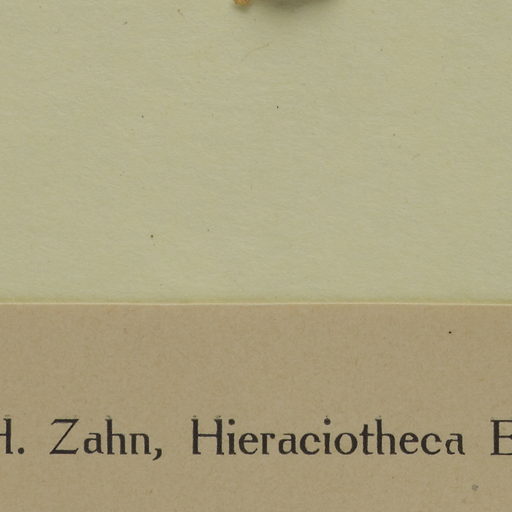 H. Zahn, Hieraciotheca E